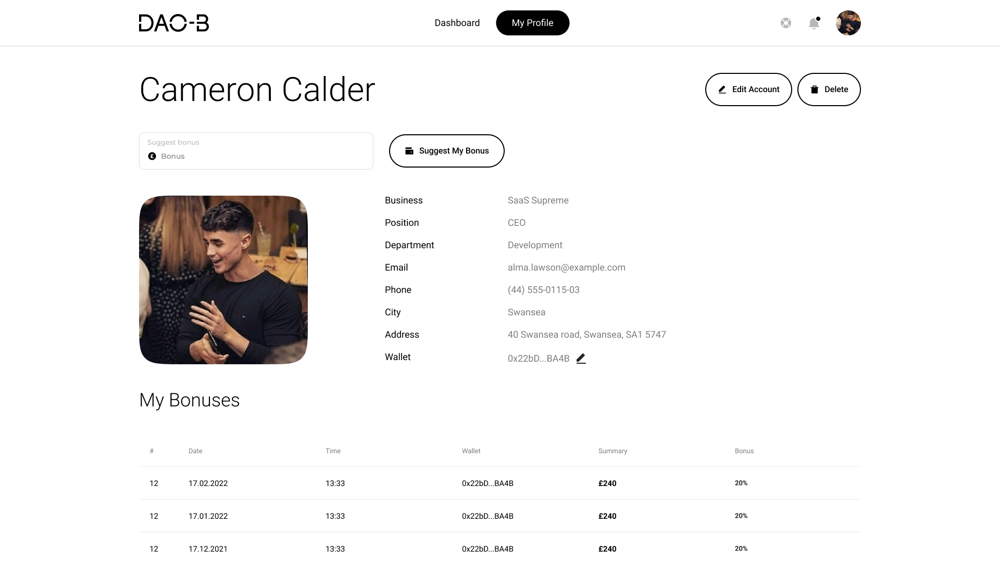 DAO-B
Dashboard
My Profile
Cameron Calder
Edit Account
Delete
Suggest bonus
£ Bonus
Suggest My Bonus
Business SaaS Supreme
Position CEO
Department Development
Email alma.lawson@example.com
Phone (44) 555-0115-03
City Swansea
Address 40 Swansea road, Swansea, SA1 5747
Wallet 0x22bD...BA4B
My Bonuses
# Date Time Wallet Summary Bonus
12 17.02.2022 13:33 0x22bD...BA4B £240 20%
12 17.01.2022 13:33 0x22bD...BA4B £240 20%
12 17.12.2021 13:33 0x22bD...BA4B £240 20%